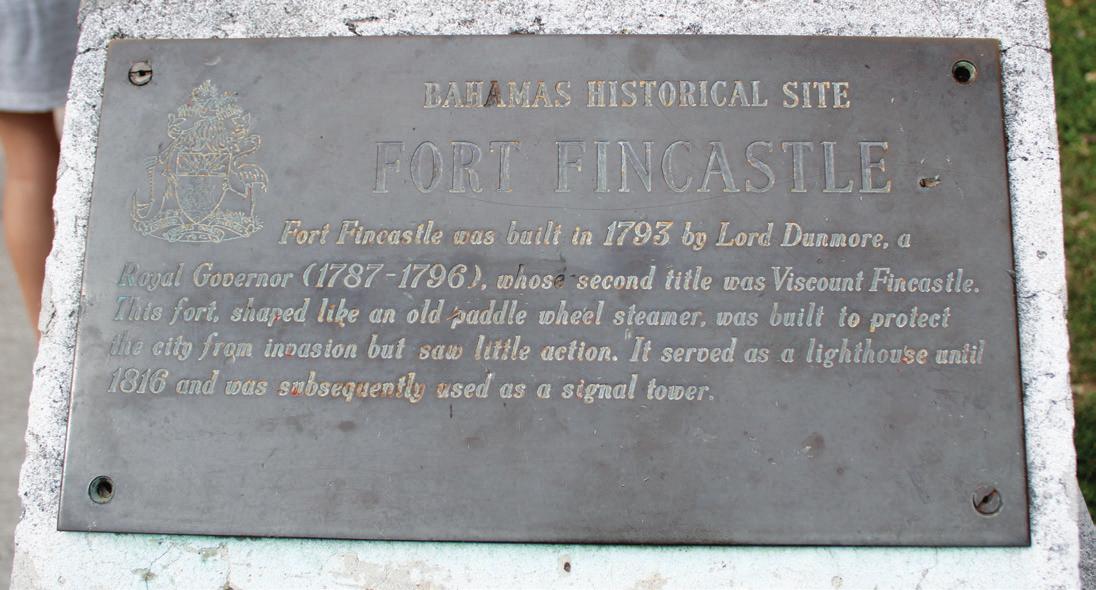 BAHAMAS HISTORICAL SITE
FORT FINCASTLE
Fort Fincastle was built in 1793 by Lord Dunmore, a
Royal Governor (1787-1796), whose second title was Viscount Fincastle.
This fort, shaped like an old paddle wheel steamer, was built to protect
the city from invasion but saw little action. It served as a lighthouse until
1816 and was subsequently used as a signal tower.